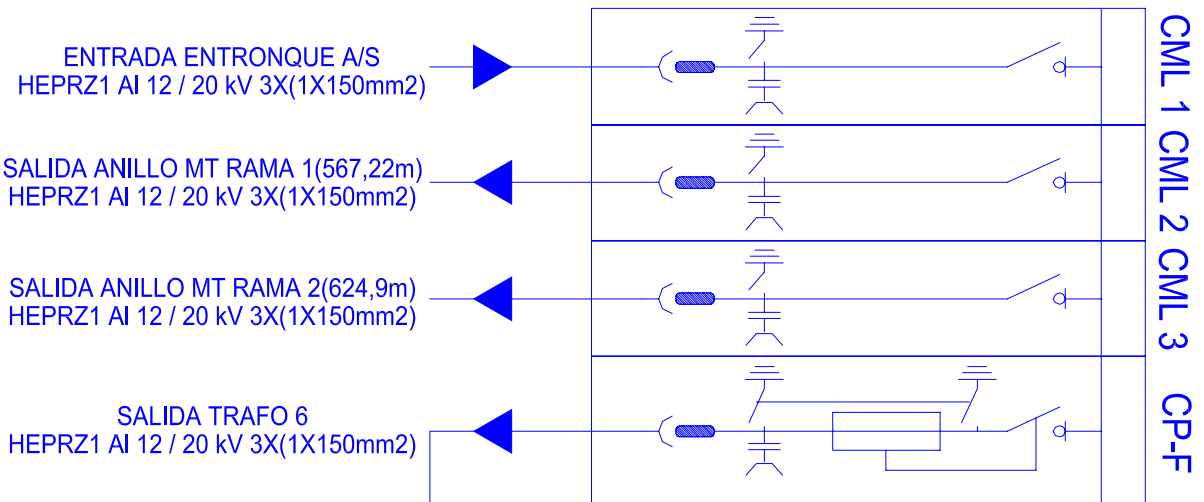 ENTRADA ENTRONQUE A/S
HEPRZ1 Al 12 / 20 kV 3X(1X150mm2)
CML 1
SALIDA ANILLO MT RAMA 1(567,22m)
HEPRZ1 Al 12 / 20 kV 3X(1X150mm2)
CML 2
SALIDA ANILLO MT RAMA 2(624,9m)
HEPRZ1 Al 12 / 20 kV 3X(1X150mm2)
CML 3
SALIDA TRAFO 6
HEPRZ1 Al 12 / 20 kV 3X(1X150mm2)
CP-F